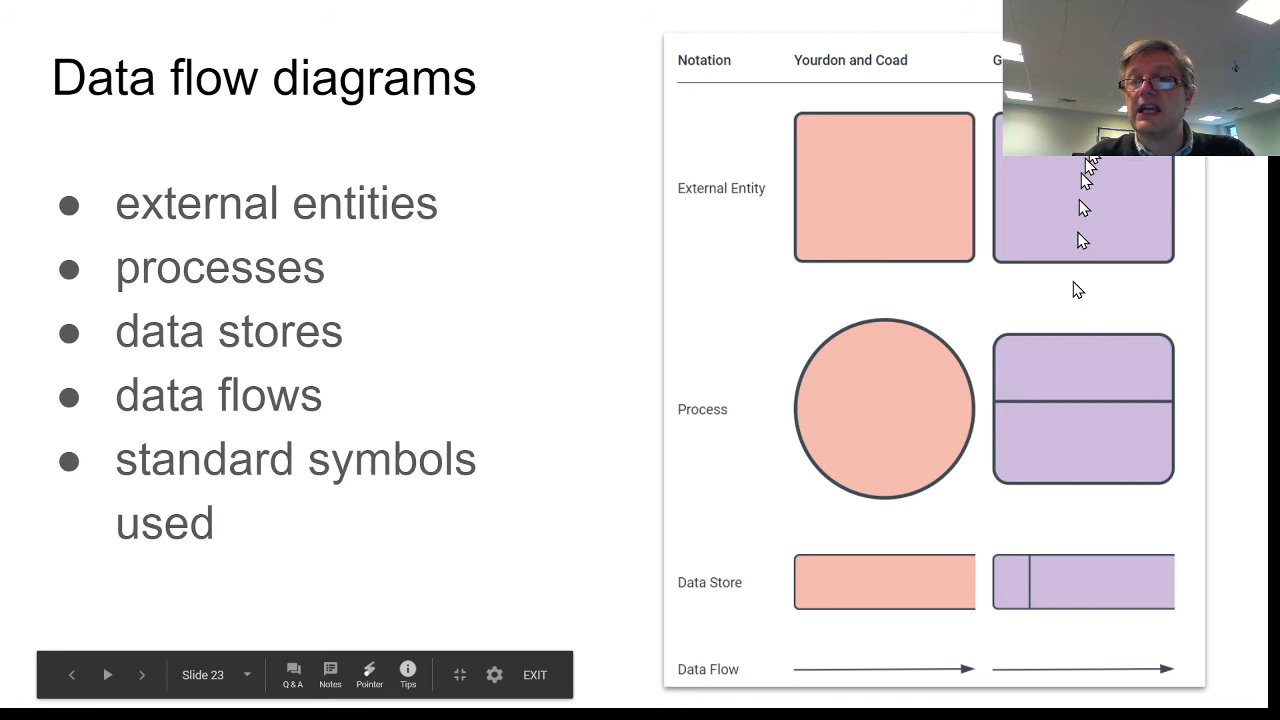 Data flow diagrams
external entities
processes
data stores
data flows
standard symbols
used
Notation Yourdon and Coad G
External Entity
Process
Data Store
Data Flow
Slide 23
Q & A Notes Pointer Tips EXIT